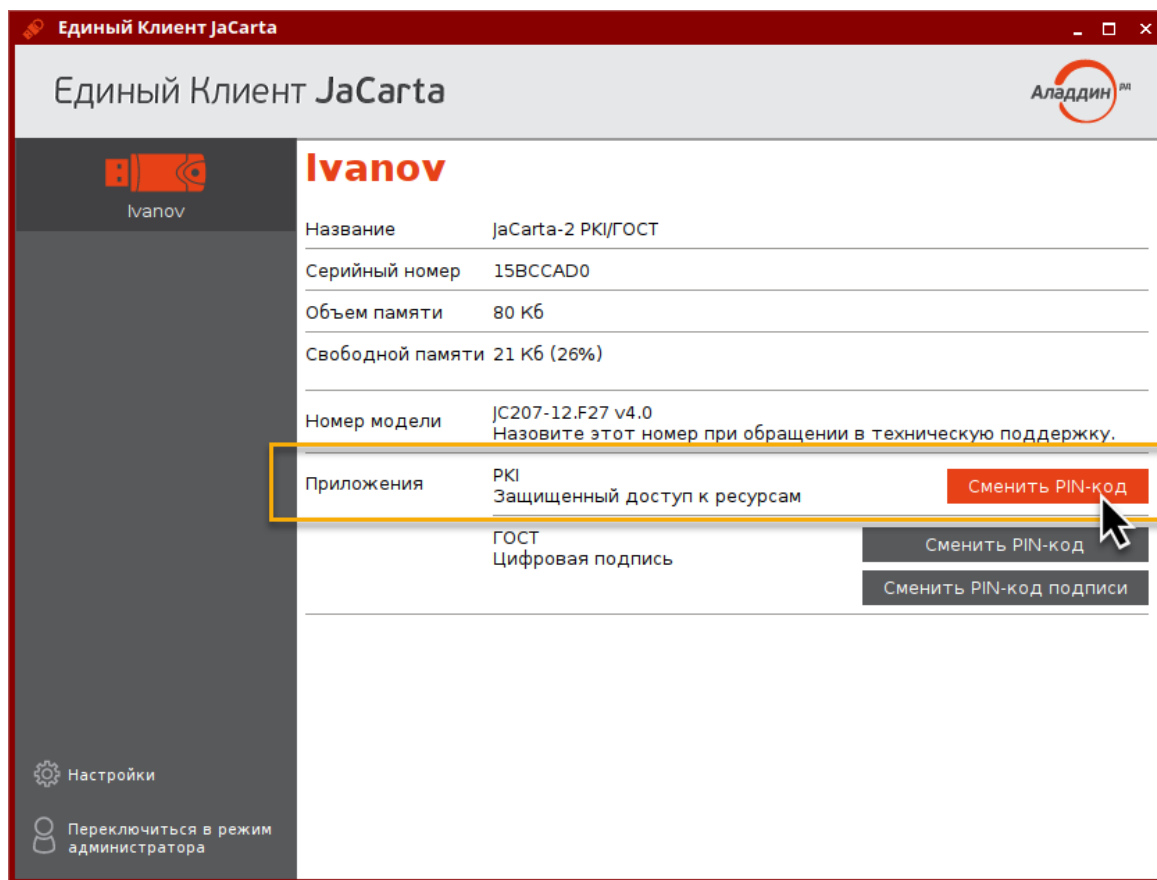 Единый Клиент JaCarta
Единый Клиент JaCarta
Аладдин РД
Ivanov
Ivanov
Название JaCarta-2 PKI/ГОСТ
Серийный номер 15BCCAD0
Объем памяти 80 Кб
Свободной памяти 21 Кб (26%)
Номер модели JC207-12.F27 v4.0
Назовите этот номер при обращении в техническую поддержку.
Приложения PKI
Защищенный доступ к ресурсам
Сменить PIN-код
ГОСТ
Цифровая подпись
Сменить PIN-код
Сменить PIN-код подписи
Настройки
Переключиться в режим
администратора